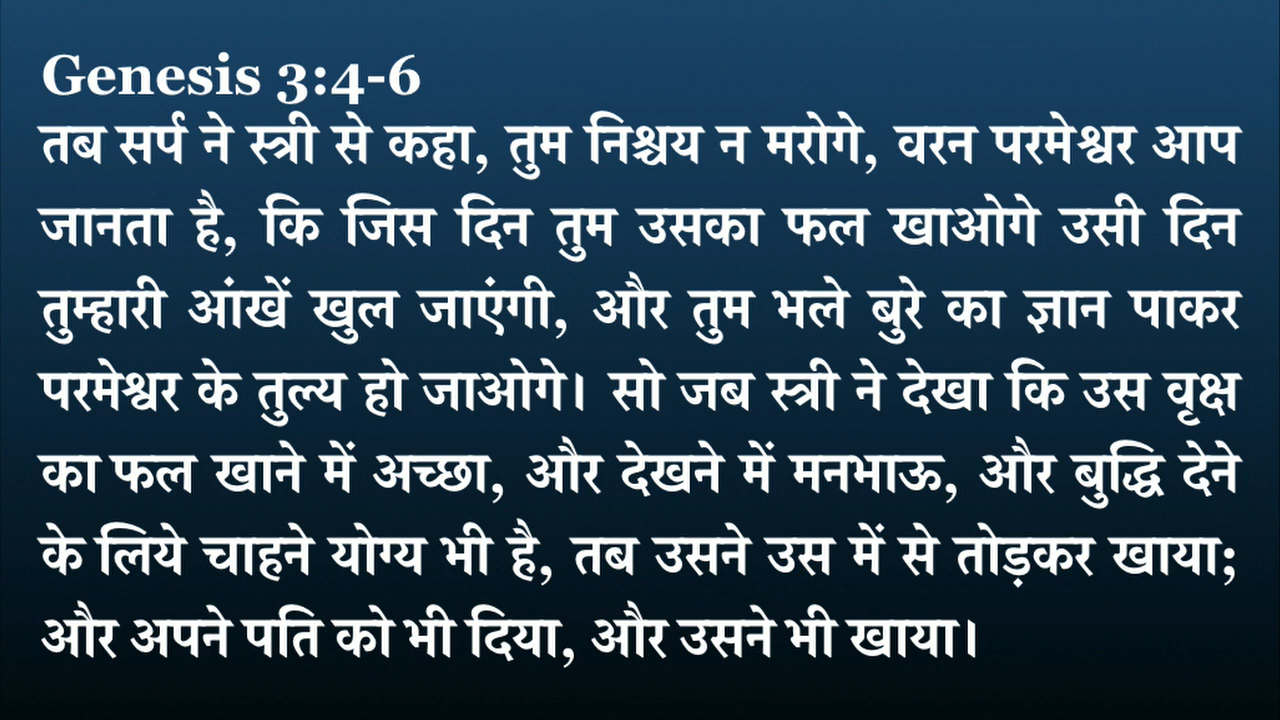 Genesis 3:4-6
तब सर्प ने स्त्री से कहा, तुम निश्चय न मरोगे, वरन परमेश्वर आप
जानता है, कि जिस दिन तुम उसका फल खाओगे उसी दिन
तुम्हारी आंखें खुल जाएंगी, और तुम भले बुरे का ज्ञान पाकर
परमेश्वर के तुल्य हो जाओगे। सो जब स्त्री ने देखा कि उस वृक्ष
का फल खाने में अच्छा, और देखने में मनभाऊ, और बुद्धि देने
के लिये चाहने योग्य भी है, तब उसने उस में से तोड़कर खाया;
और अपने पति को भी दिया, और उसने भी खाया।